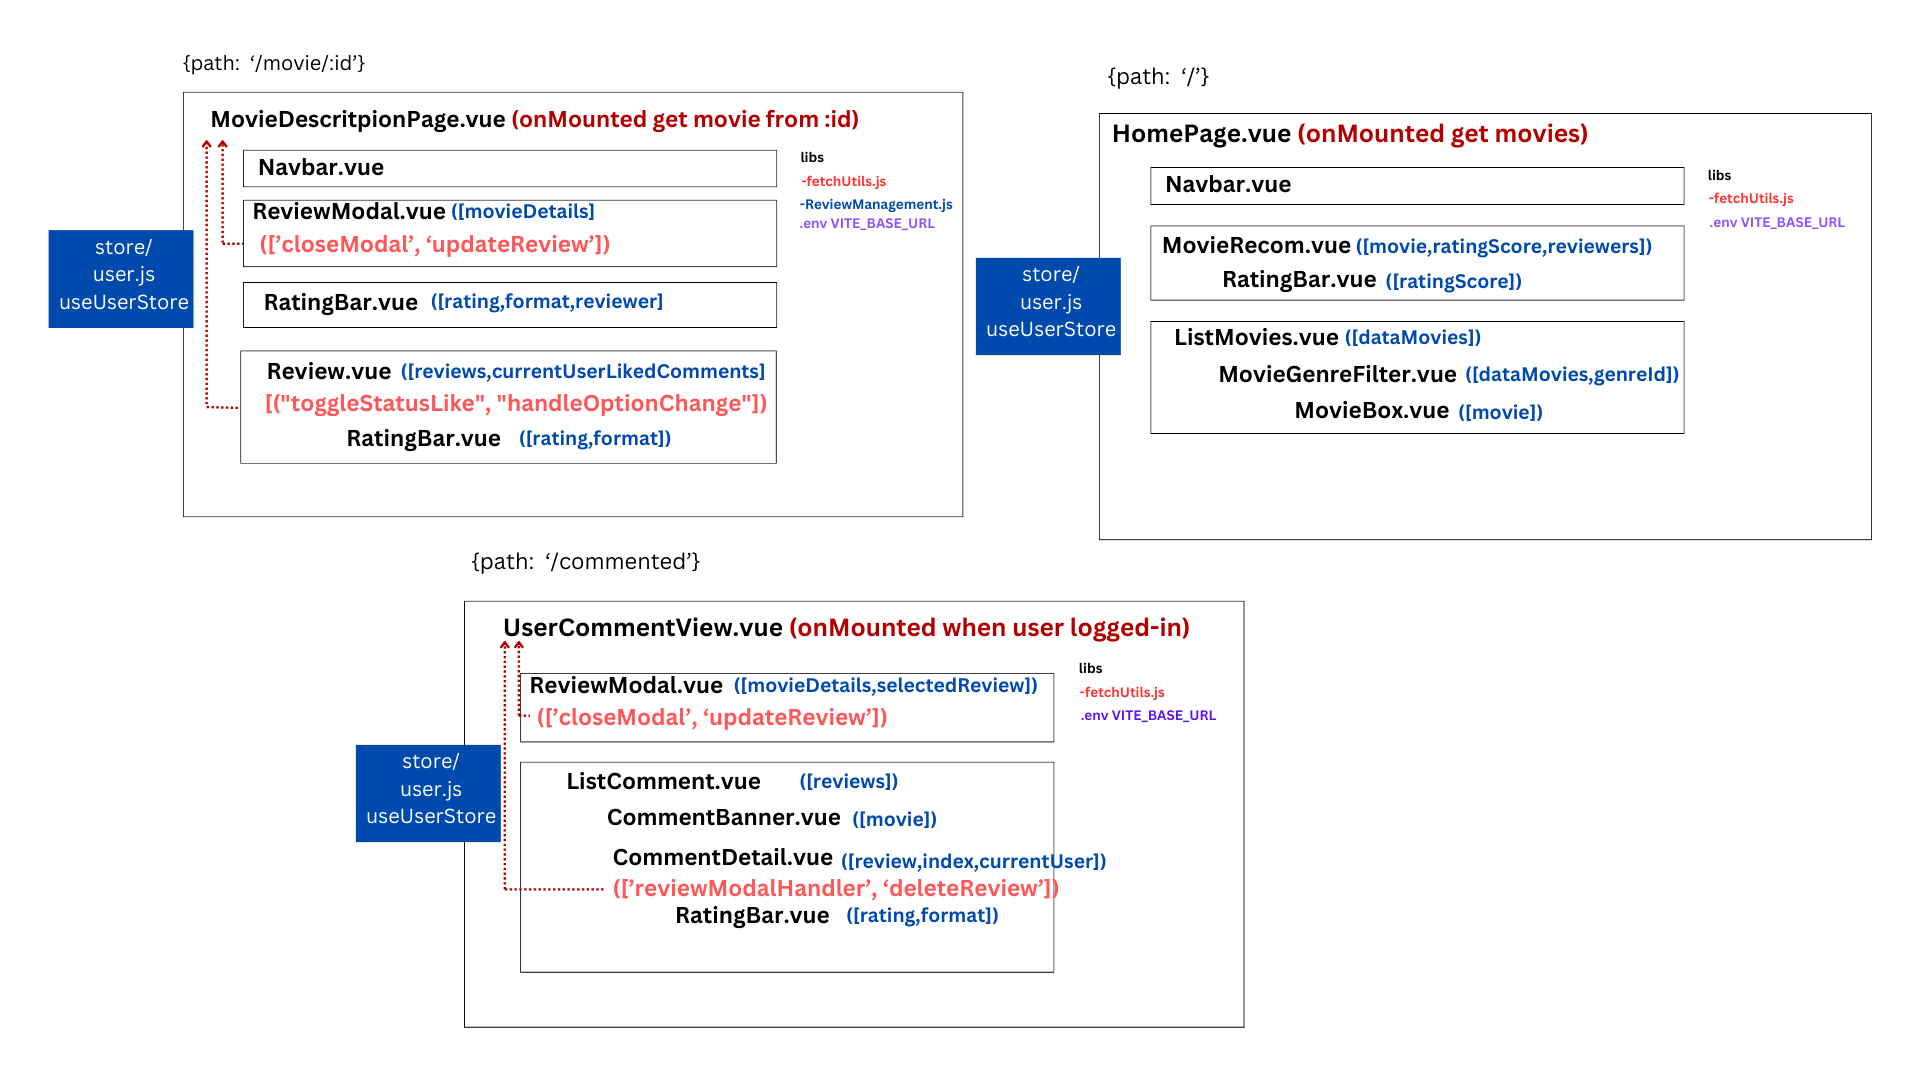 {path: ‘/movie/:id’}
MovieDescritpionPage.vue (onMounted get movie from :id)
Navbar.vue
ReviewModal.vue ([movieDetails]
([’closeModal’, ‘updateReview’])
RatingBar.vue ([rating,format,reviewer]
Review.vue ([reviews,currentUserLikedComments]
[("toggleStatusLike", "handleOptionChange"])
RatingBar.vue ([rating,format])
libs
-fetchUtils.js
-ReviewManagement.js
.env VITE_BASE_URL
store/
user.js
useUserStore
{path: ‘/’}
HomePage.vue (onMounted get movies)
Navbar.vue
MovieRecom.vue ([movie,ratingScore,reviewers])
RatingBar.vue ([ratingScore])
ListMovies.vue ([dataMovies])
MovieGenreFilter.vue ([dataMovies,genreId])
MovieBox.vue ([movie])
libs
-fetchUtils.js
.env VITE_BASE_URL
store/
user.js
useUserStore
{path: ‘/commented’}
UserCommentView.vue (onMounted when user logged-in)
ReviewModal.vue ([movieDetails,selectedReview])
([’closeModal’, ‘updateReview’])
ListComment.vue ([reviews])
CommentBanner.vue ([movie])
CommentDetail.vue ([review,index,currentUser])
([’reviewModalHandler’, ‘deleteReview’])
RatingBar.vue ([rating,format])
libs
-fetchUtils.js
.env VITE_BASE_URL
store/
user.js
useUserStore